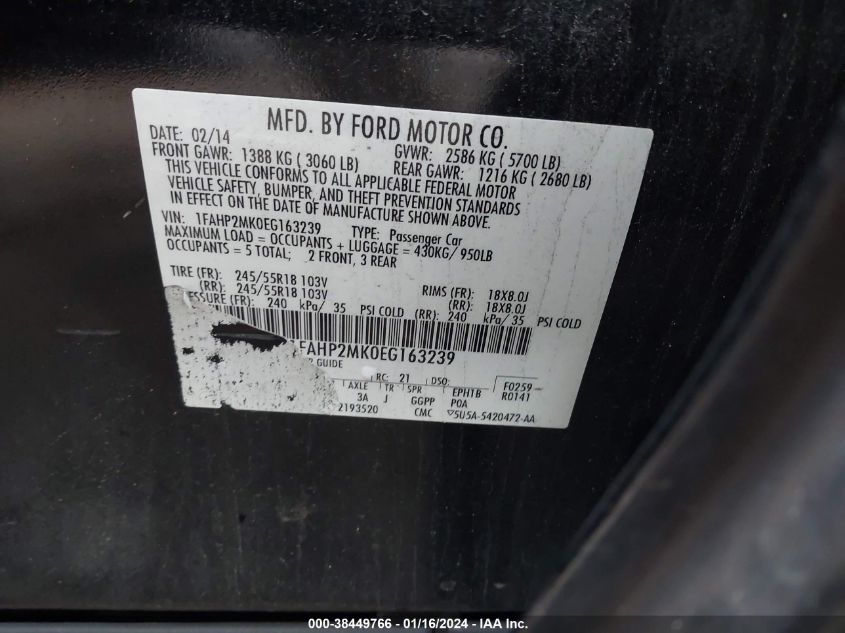 MFD. BY FORD MOTOR CO.
DATE: 02/14 GVWR: 2586 KG ( 5700 LB)
FRONT GAWR: 1388 KG ( 3060 LB) REAR GAWR: 1216 KG ( 2680 LB)
THIS VEHICLE CONFORMS TO ALL APPLICABLE FEDERAL MOTOR
VEHICLE SAFETY, BUMPER, AND THEFT PREVENTION STANDARDS
IN EFFECT ON THE DATE OF MANUFACTURE SHOWN ABOVE.
VIN: 1FAHP2MK0EG163239 TYPE: Passenger Car
MAXIMUM LOAD = OCCUPANTS + LUGGAGE = 430KG/ 950LB
OCCUPANTS = 5 TOTAL; 2 FRONT, 3 REAR
TIRE (FR): 245/55R18 103V RIMS (FR): 18X8.0J
(RR): 245/55R18 103V (RR): 18X8.0J
ESSURE (FR): 240 kPa/ 35 PSI COLD (RR): 240 kPa/ 35 PSI COLD
FAHP2MK0EG163239
GUIDE
RC: 21 DSO: F0259
AXLE TR SPR EPHTB R0141
3A J GGPP P0A
2193520 CMC ▽5U5A-5420472-AA
000-38449766 - 01/16/2024 - IAA Inc.